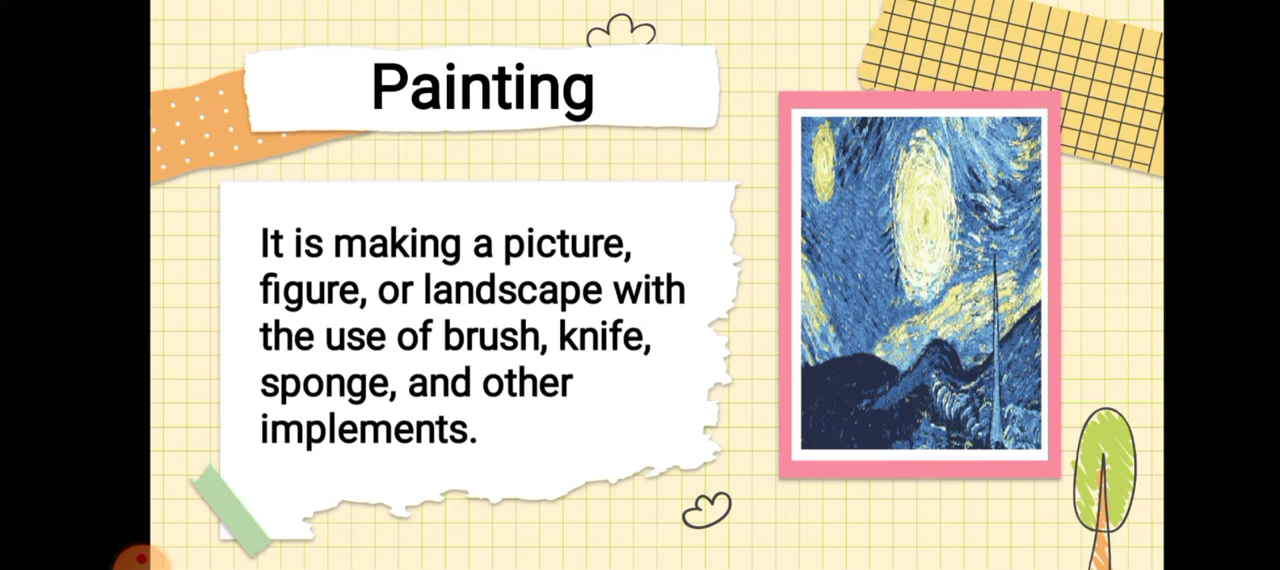 Painting
It is making a picture,
figure, or landscape with
the use of brush, knife,
sponge, and other
implements.